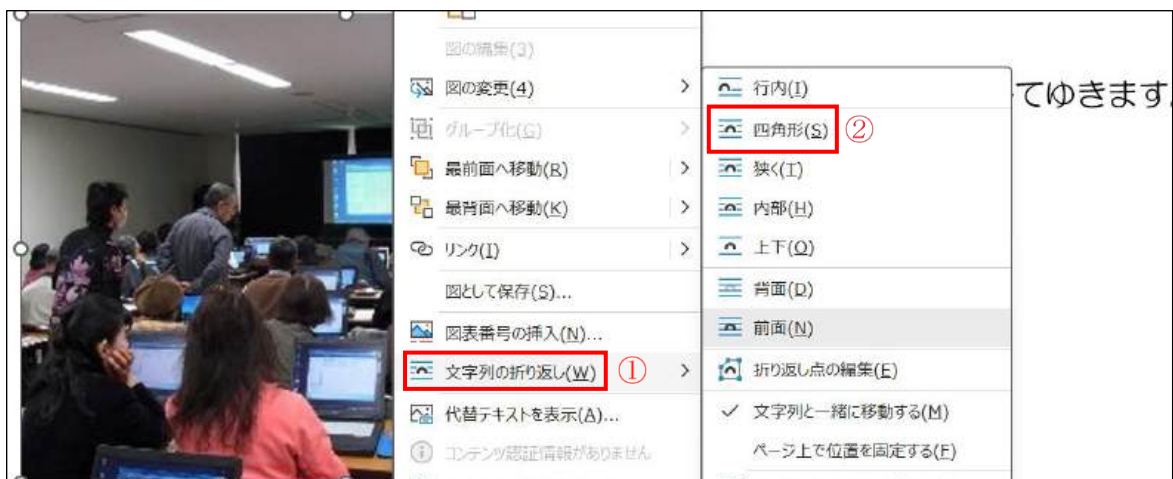 図の編集(3)
図の変更(4)
グループ化(G)
最前面へ移動(R)
最背面へ移動(K)
リンク(I)
図として保存(S)...
図表番号の挿入(N)...
文字列の折り返し(W) ①
代替テキストを表示(A)...
コンテンツ認証情報がありません
行内(I)
四角形(S) ②
狭く(T)
内部(H)
上下(O)
背面(D)
前面(N)
折り返し点の編集(E)
✓ 文字列と一緒に移動する(M)
ページ上で位置を固定する(F)
てゆきます